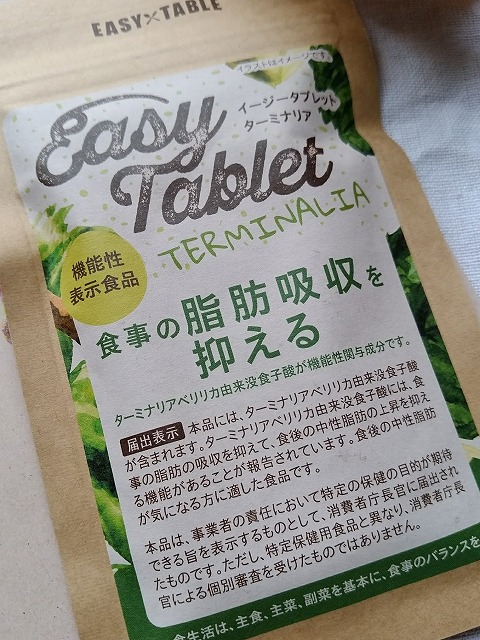 EASY×TABLE
イラストはイメージです。
Easy
イージータブレット
ターミナリア
Tablet
TERMINALIA
機能性
表示食品
食事の脂肪吸収を
抑える
ターミナリアベリリカ由来没食子酸が機能性関与成分です。
届出表示 本品には、ターミナリアベリリカ由来没食子酸
が含まれます。ターミナリアベリリカ由来没食子酸には、食
事の脂肪の吸収を抑えて、食後の中性脂肪の上昇を抑え
る機能があることが報告されています。食後の中性脂肪
が気になる方に適した食品です。
本品は、事業者の責任において特定の保健の目的が期待
できる旨を表示するものとして、消費者庁長官に届出され
たものです。ただし、特定保健用食品と異なり、消費者庁長
官による個別審査を受けたものではありません。
食生活は、主食、主菜、副菜を基本に、食事のバランスを